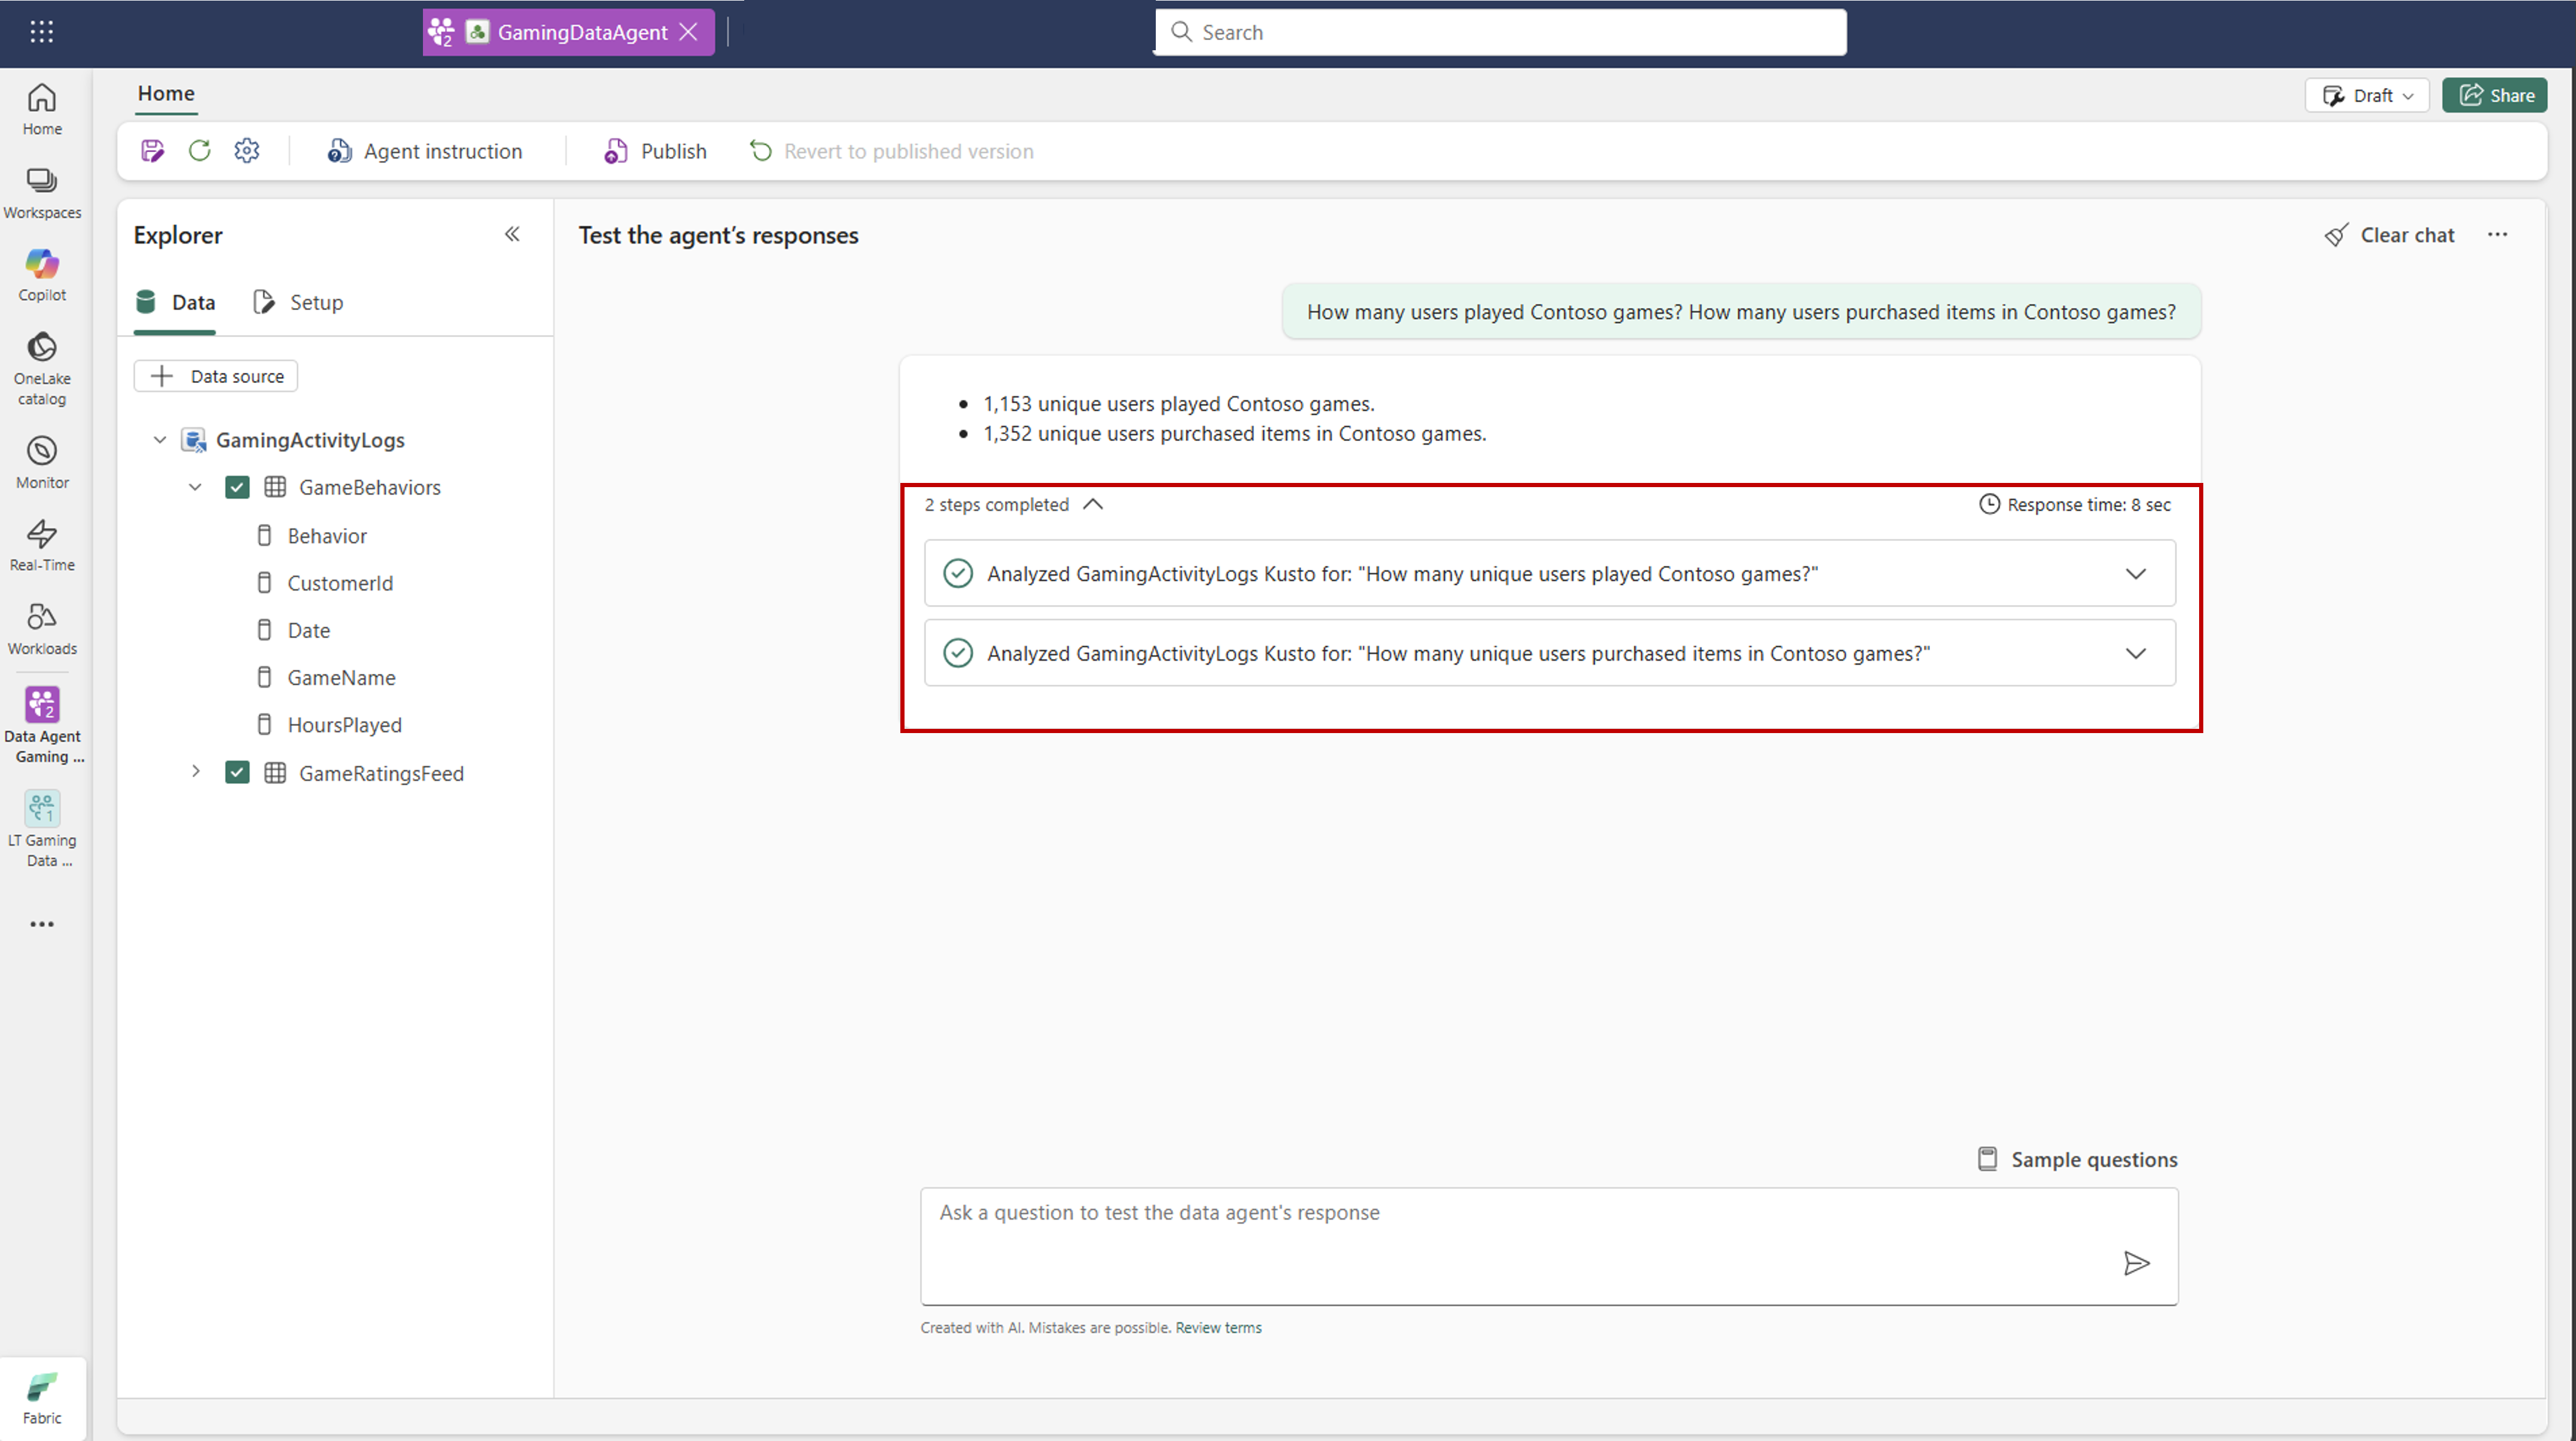 2 GamingDataAgent
Search
Home
Draft
Share
Home
Agent instruction
Publish
Revert to published version
Workspaces
Copilot
OneLake
catalog
Monitor
Real-Time
Workloads
2
Data Agent
Gaming ...
1
LT Gaming
Data ...
Fabric
Explorer
Data
Setup
Data source
GamingActivityLogs
GameBehaviors
Behavior
CustomerId
Date
GameName
HoursPlayed
GameRatingsFeed
Test the agent's responses
Clear chat
How many users played Contoso games? How many users purchased items in Contoso games?
1,153 unique users played Contoso games.
1,352 unique users purchased items in Contoso games.
2 steps completed
Response time: 8 sec
Analyzed GamingActivityLogs Kusto for: "How many unique users played Contoso games?"
Analyzed GamingActivityLogs Kusto for: "How many unique users purchased items in Contoso games?"
Sample questions
Ask a question to test the data agent's response
Created with AI. Mistakes are possible. Review terms